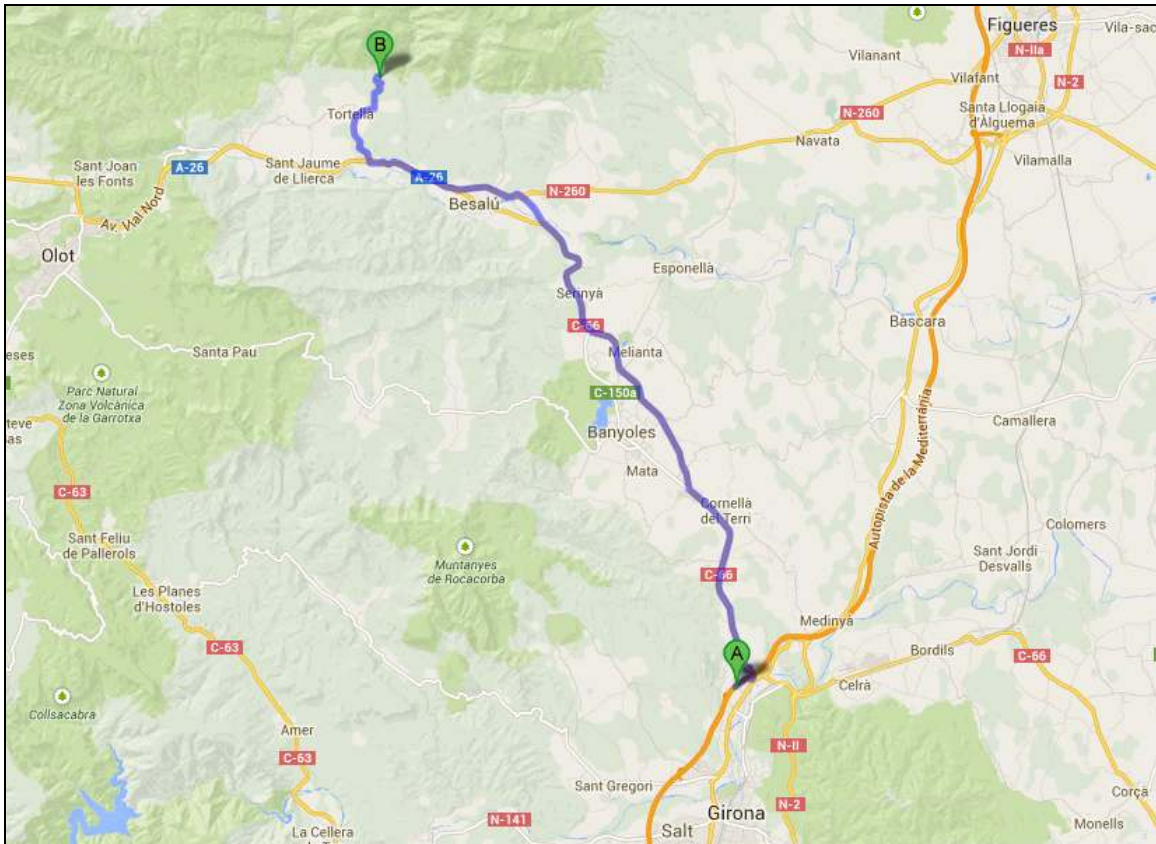 Figueres
Vila-sac
B
N-IIa
Vilanant
Vilafant
N-2
Tortellà
Santa Llogaia
d'Àlguema
N-260
Navata
Sant Joan
les Fonts
A-26
Sant Jaume
de Llierca
Vilamalla
A-26
N-260
Av. Vial Nord
Besalú
Olot
Esponellà
Serinyà
C-66
Bàscara
eses
Santa Pau
Melianta
Parc Natural
Zona Volcànica
de la Garrotxa
C-150a
teve
as
Banyoles
Camallera
Mata
C-63
Autopista de la Mediterrània
Cornellà
del Terri
Colomers
Sant Feliu
de Pallerols
Muntanyes
de Rocacorba
Sant Jordi
Desvalls
C-66
Les Planes
d'Hostoles
Medinyà
C-63
A
Bordils
C-66
Celrà
Collsacabra
Amer
C-63
N-II
Sant Gregori
Corçà
Girona
N-2
N-141
Monells
La Cellera
Salt